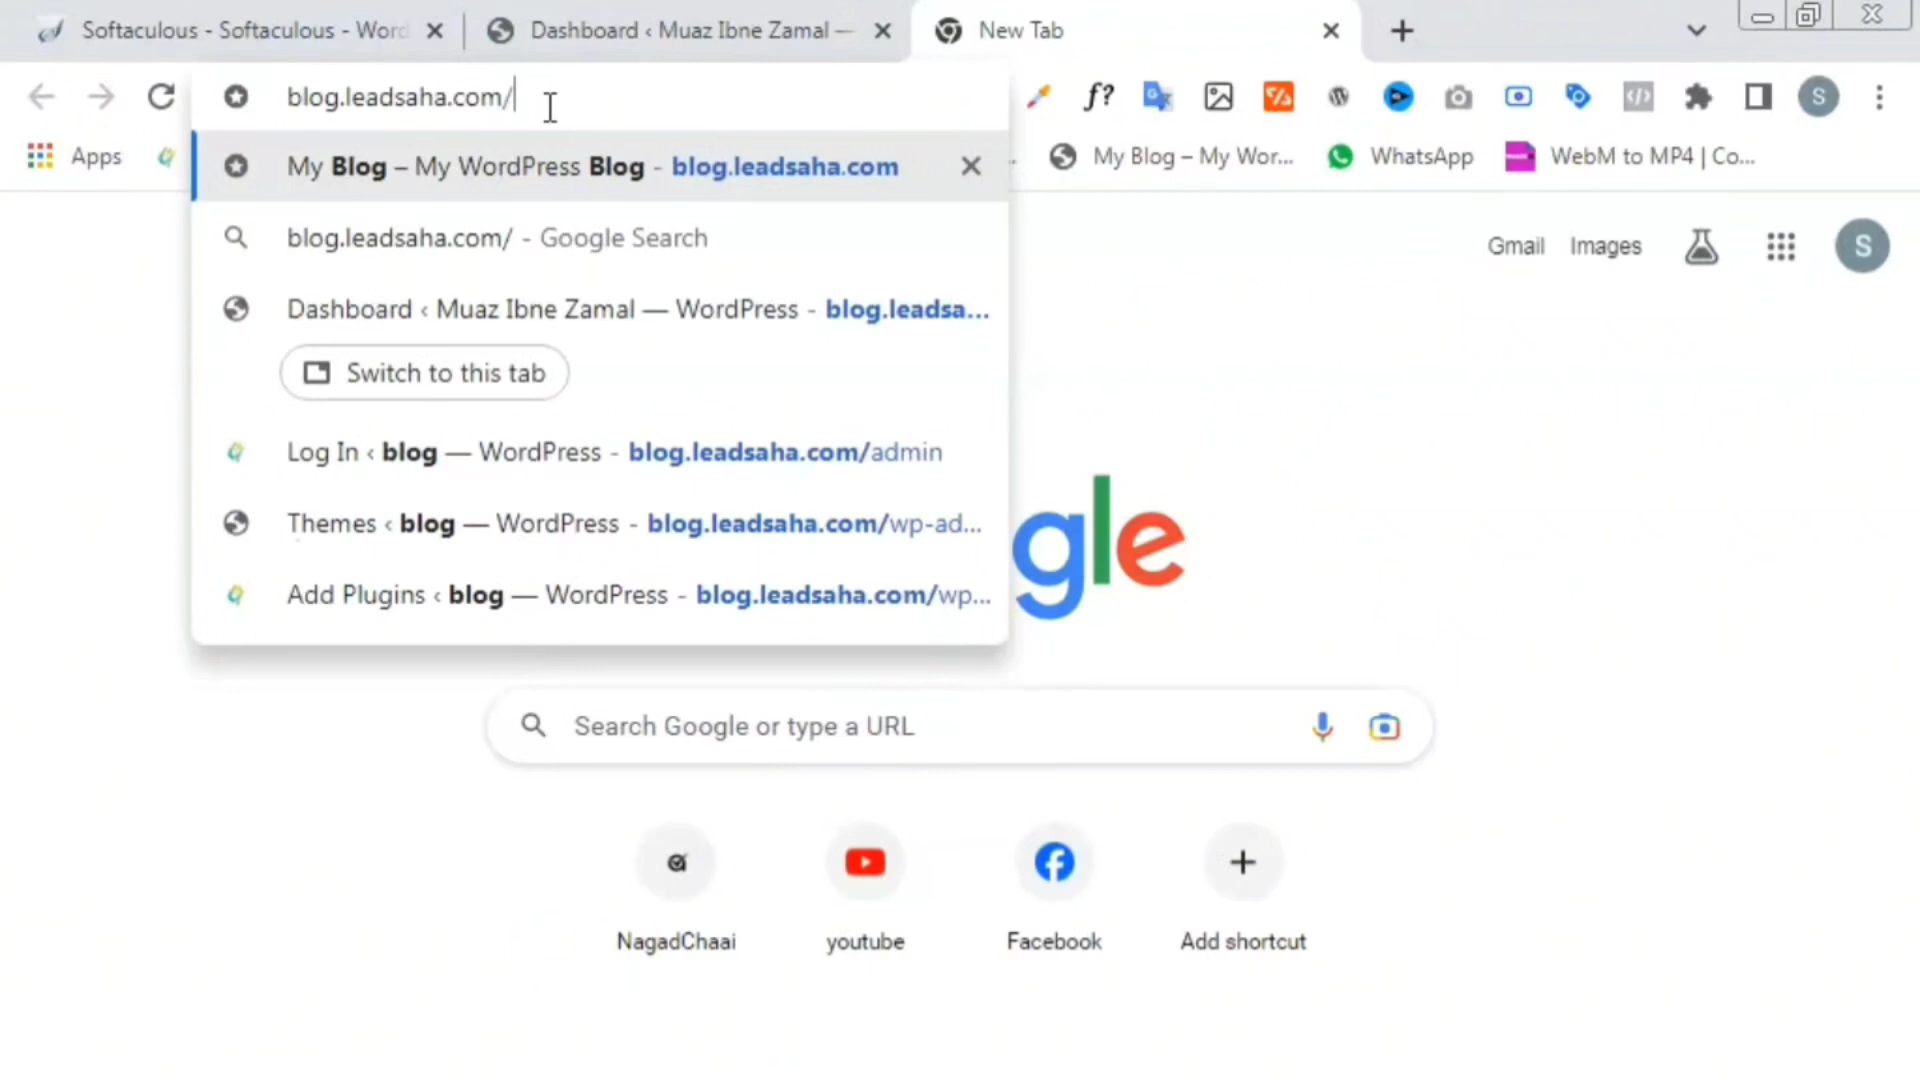 Softaculous - Softaculous - Word
Dashboard ‹ Muaz Ibne Zamal —
New Tab
blog.leadsaha.com/
f?
S
Apps
My Blog – My WordPress Blog - blog.leadsaha.com
My Blog – My Wor...
WhatsApp
WebM to MP4 | Co...
blog.leadsaha.com/ - Google Search
Gmail
Images
S
Dashboard ‹ Muaz Ibne Zamal — WordPress - blog.leadsa...
Switch to this tab
Log In ‹ blog — WordPress - blog.leadsaha.com/admin
Themes ‹ blog — WordPress - blog.leadsaha.com/wp-ad...
Add Plugins ‹ blog — WordPress - blog.leadsaha.com/wp...
gle
Search Google or type a URL
NagadChaai
youtube
Facebook
Add shortcut